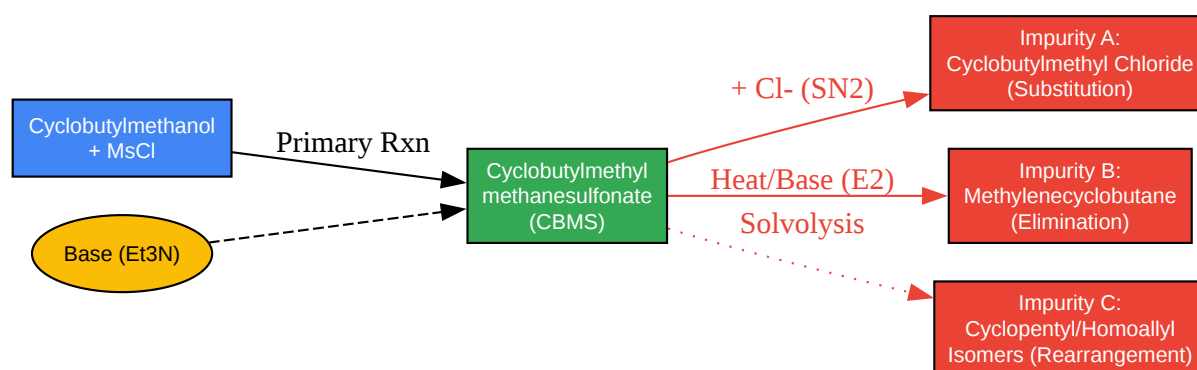 Cyclobutylmethanol
+ MsCl
Base (Et3N)
Primary Rxn
Cyclobutylmethyl
methanesulfonate
(CBMS)
+ Cl- (SN2)
Heat/Base (E2)
Solvolysis
Impurity A:
Cyclobutylmethyl Chloride
(Substitution)
Impurity B:
Methylenecyclobutane
(Elimination)
Impurity C:
Cyclopentyl/Homoallyl
Isomers (Rearrangement)